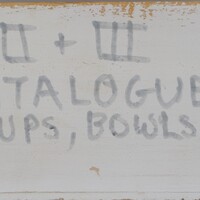 II + III
TALOGUE
UPS, BOWLS